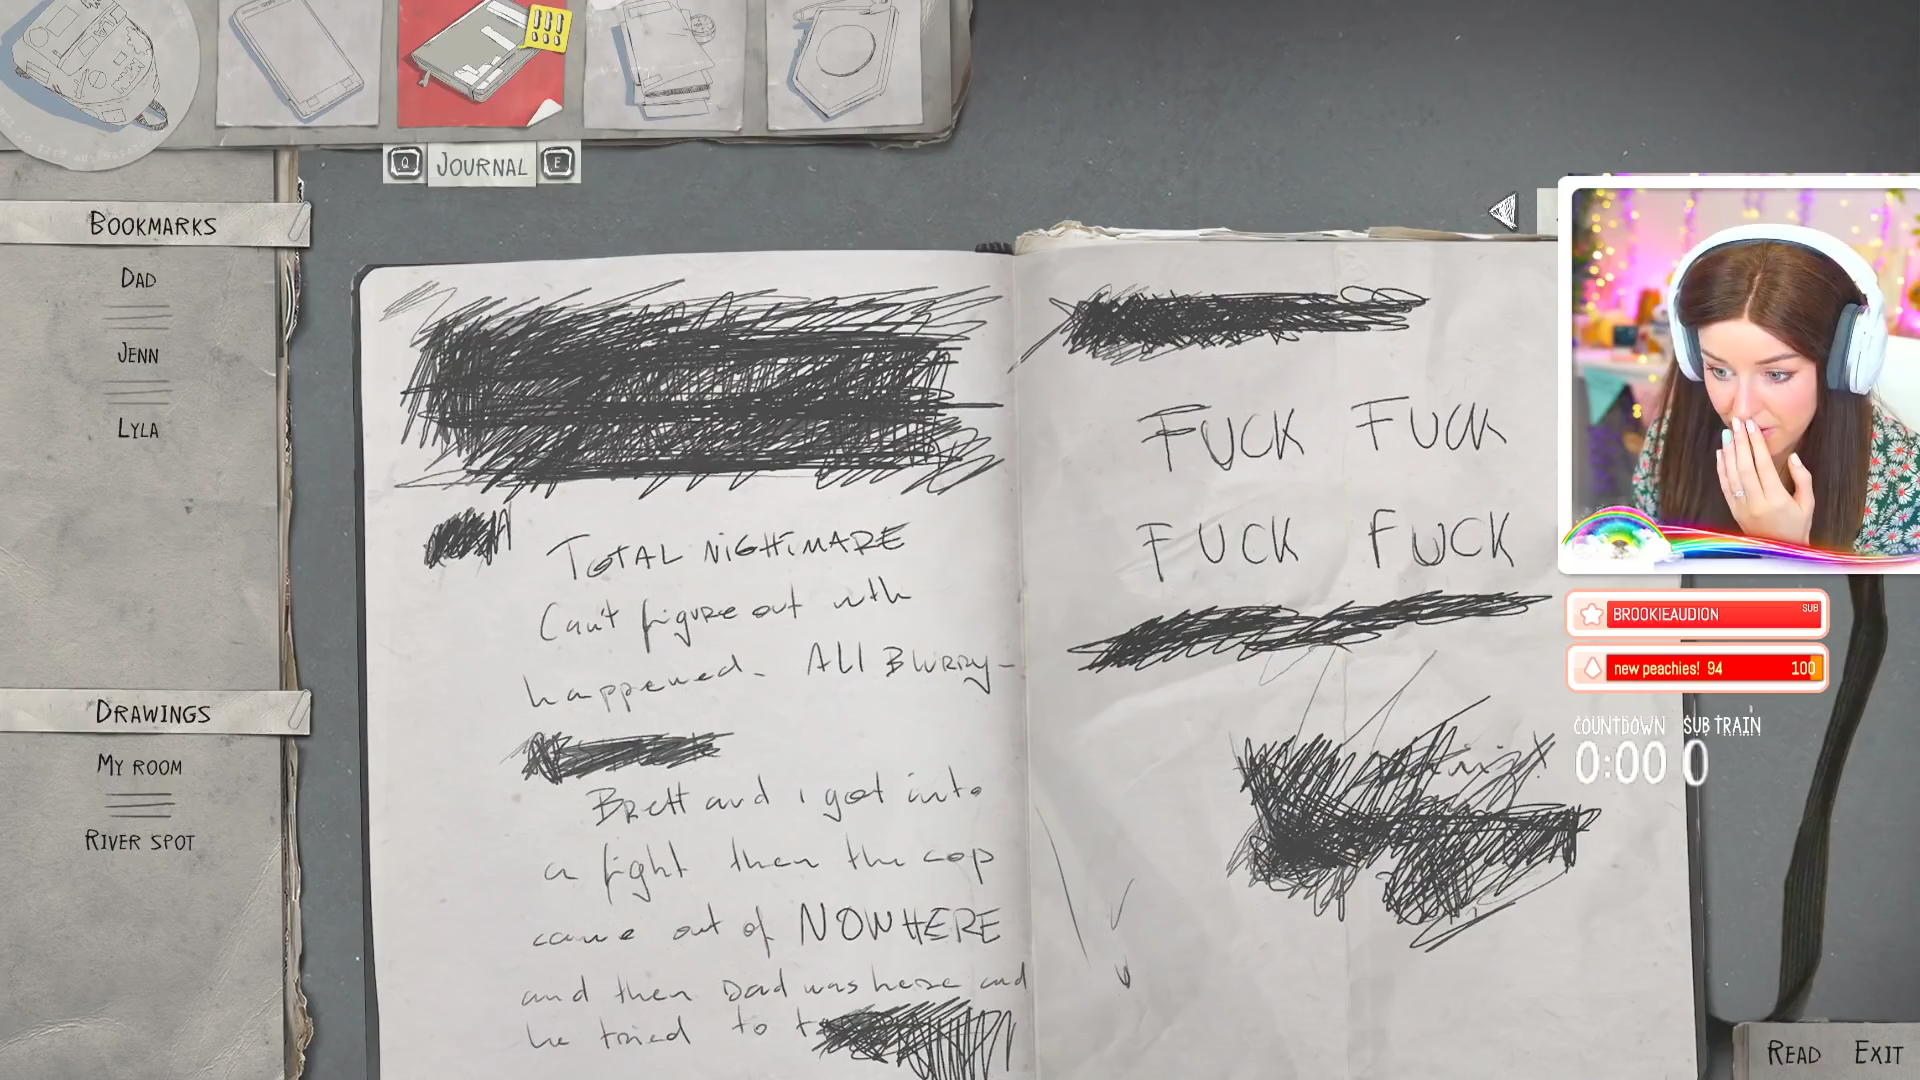 Q JOURNAL E
BOOKMARKS
DAD
JENN
LYLA
DRAWINGS
MY ROOM
RIVER SPOT
TOTAL NIGHTMARE
Can't figure out wth
happened. All Blurry-
Brett and i got into
a fight then the cop
came out of NOWHERE
and then Dad was here and
he tried to
FUCK FUCK
FUCK FUCK
BROOKIEAUDION SUB
new peachies! 94 100
COUNTDOWN SUB TRAIN
0:00 0
READ EXIT